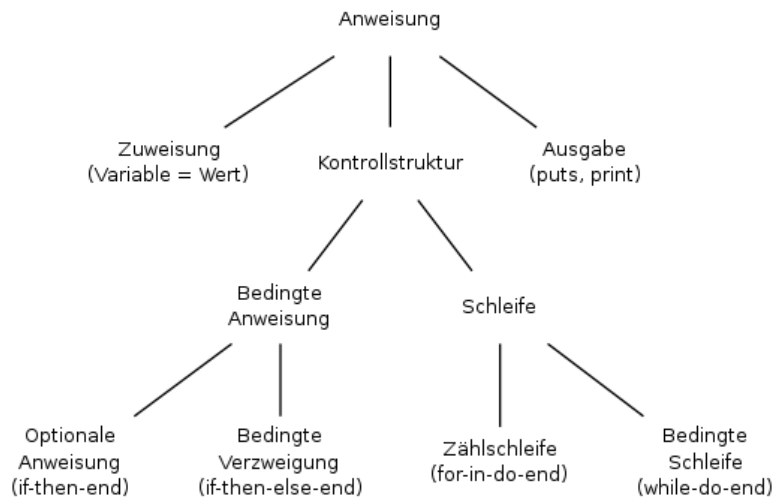 Anweisung
Zuweisung
(Variable = Wert)
Kontrollstruktur
Ausgabe
(puts, print)
Bedingte
Anweisung
Schleife
Optionale
Anweisung
(if-then-end)
Bedingte
Verzweigung
(if-then-else-end)
Zählschleife
(for-in-do-end)
Bedingte
Schleife
(while-do-end)